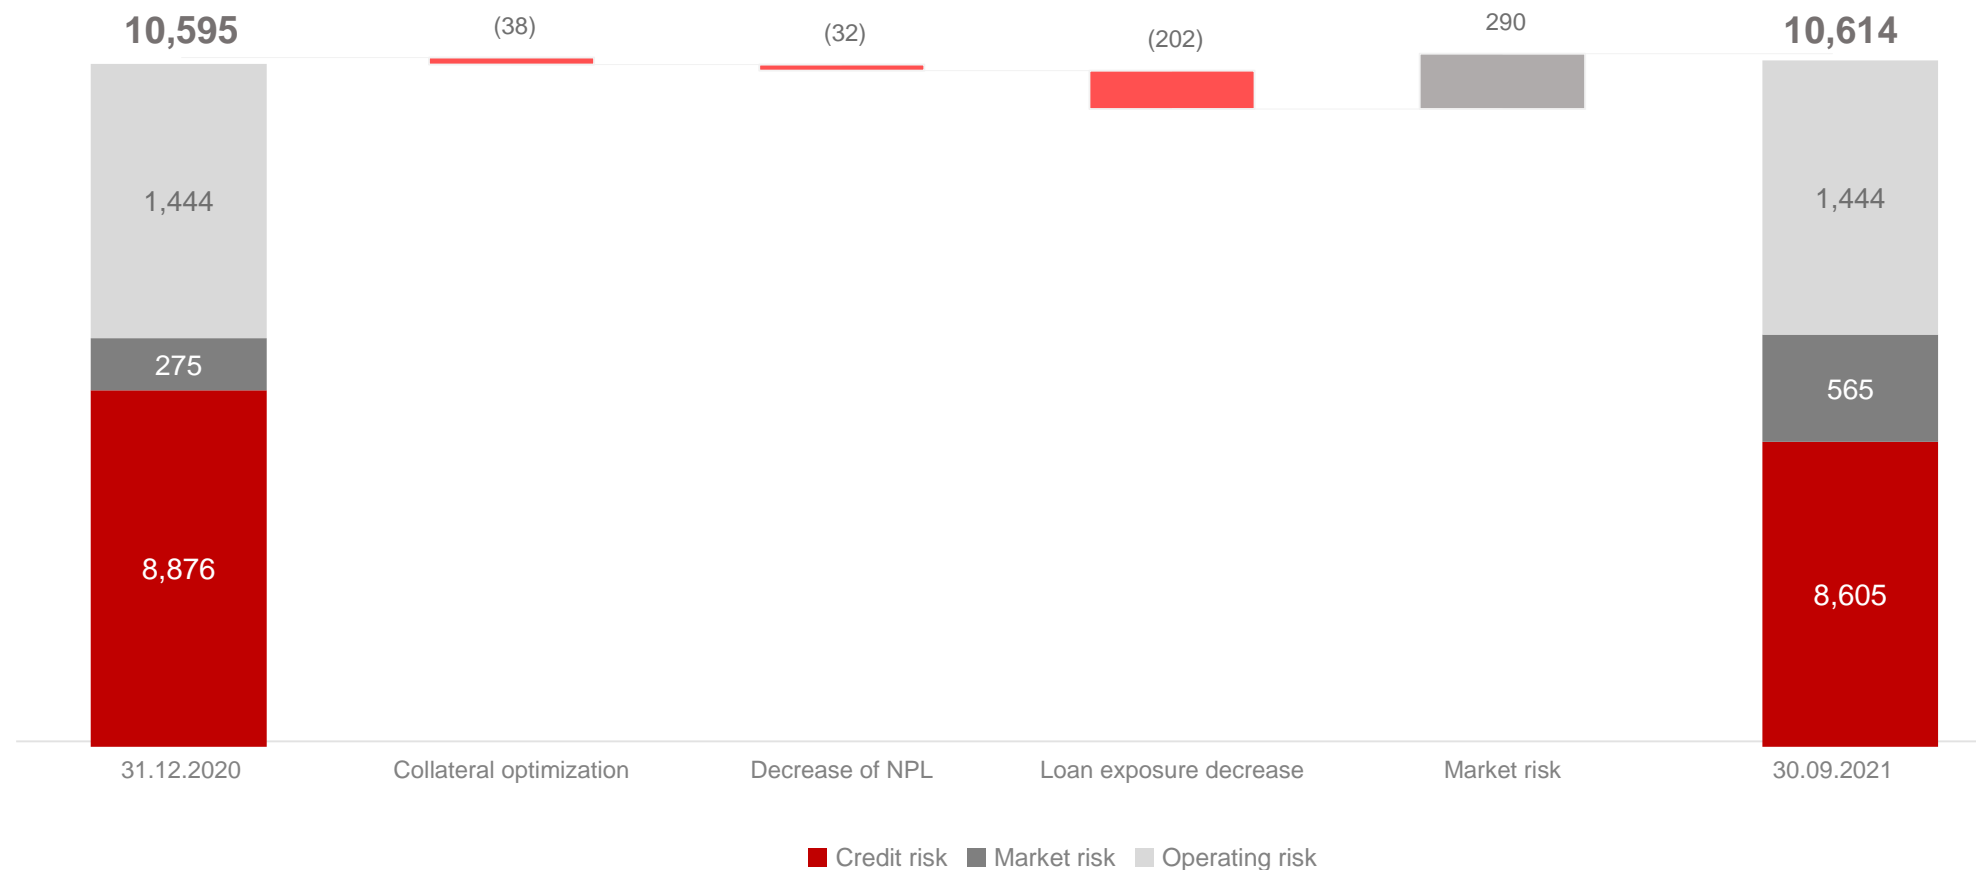 10,595
(38)
(32)
(202)
290
10,614
1,444
1,444
275
565
8,876
8,605
31.12.2020
Collateral optimization
Decrease of NPL
Loan exposure decrease
Market risk
30.09.2021
Credit risk
Market risk
Operating risk